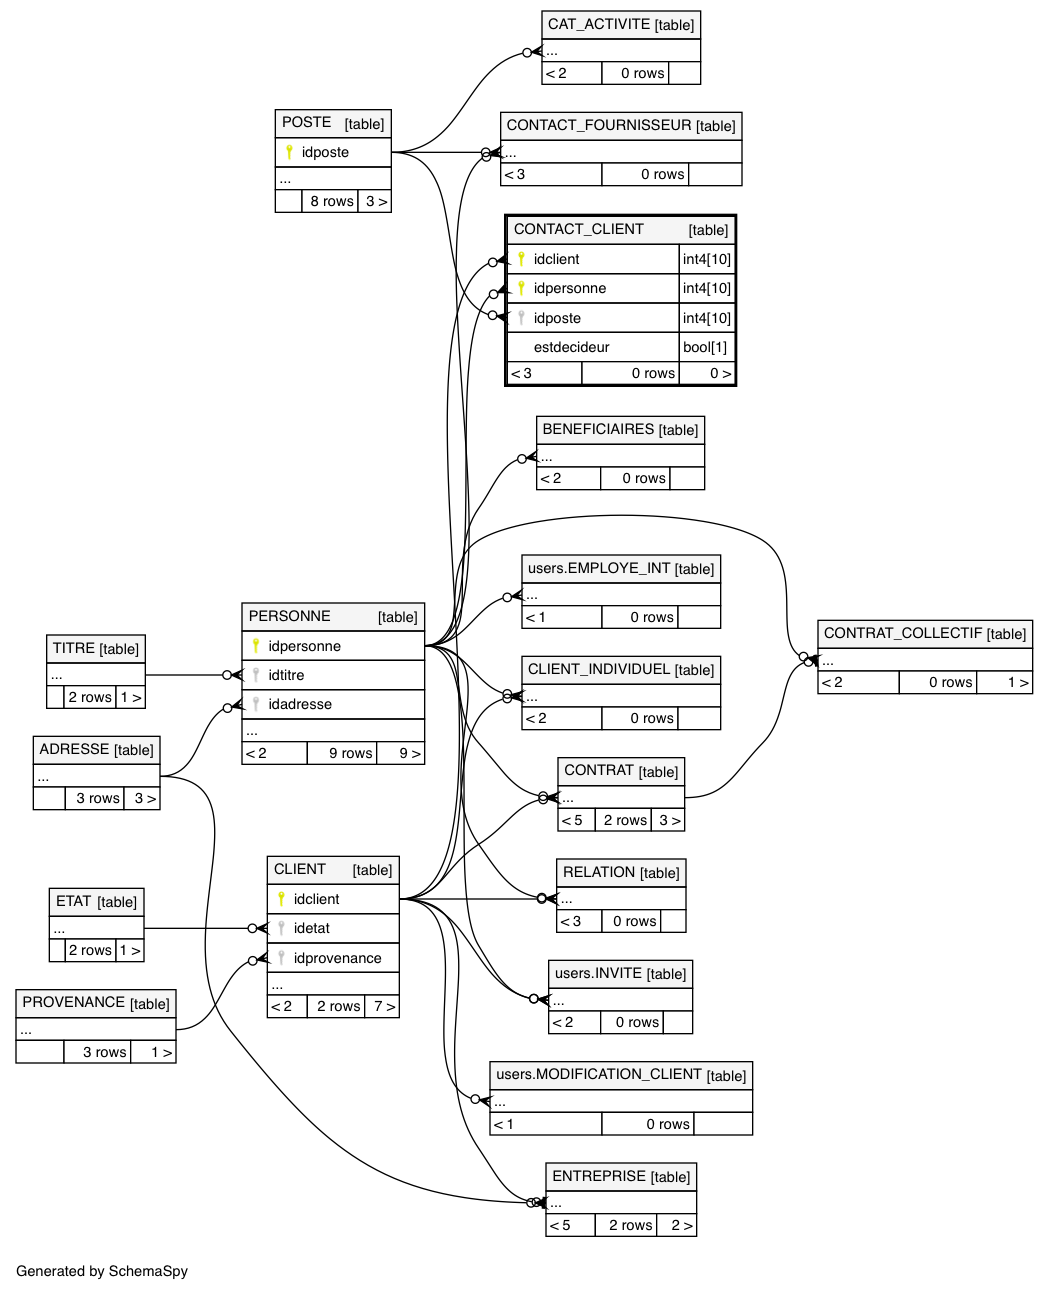 CAT_ACTIVITE [table]
...
< 2 0 rows
POSTE [table]
idposte
...
8 rows 3 >
CONTACT_FOURNISSEUR [table]
...
< 3 0 rows
CONTACT_CLIENT [table]
idclient int4[10]
idpersonne int4[10]
idposte int4[10]
estdecideur bool[1]
< 3 0 rows 0 >
BENEFICIAIRES [table]
...
< 2 0 rows
users.EMPLOYE_INT [table]
...
< 1 0 rows
PERSONNE [table]
idpersonne
idtitre
idadresse
...
< 2 9 rows 9 >
TITRE [table]
...
2 rows 1 >
CONTRAT_COLLECTIF [table]
...
< 2 0 rows 1 >
CLIENT_INDIVIDUEL [table]
...
< 2 0 rows
ADRESSE [table]
...
3 rows 3 >
CONTRAT [table]
...
< 5 2 rows 3 >
CLIENT [table]
idclient
idetat
idprovenance
...
< 2 2 rows 7 >
RELATION [table]
...
< 3 0 rows
ETAT [table]
...
2 rows 1 >
users.INVITE [table]
...
< 2 0 rows
PROVENANCE [table]
...
3 rows 1 >
users.MODIFICATION_CLIENT [table]
...
< 1 0 rows
ENTREPRISE [table]
...
< 5 2 rows 2 >
Generated by SchemaSpy